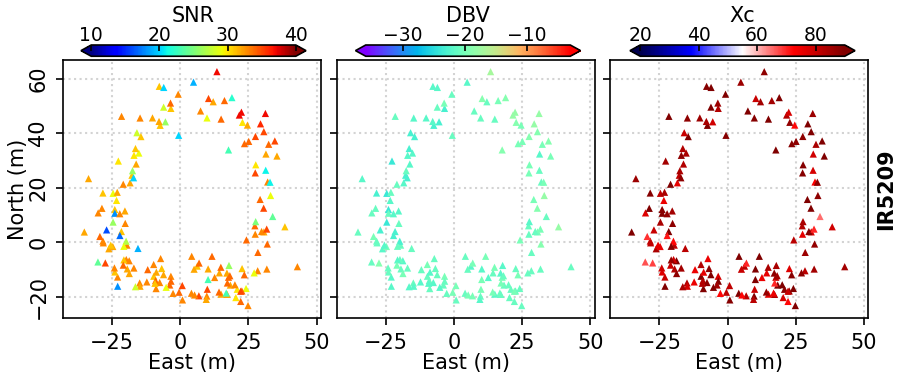 SNR DBV Xc
10 20 30 40 −30 −20 −10 20 40 60 80
60
40
20
0
−20
North (m)
IR5209
−25 0 25 50 −25 0 25 50 −25 0 25 50
East (m) East (m) East (m)